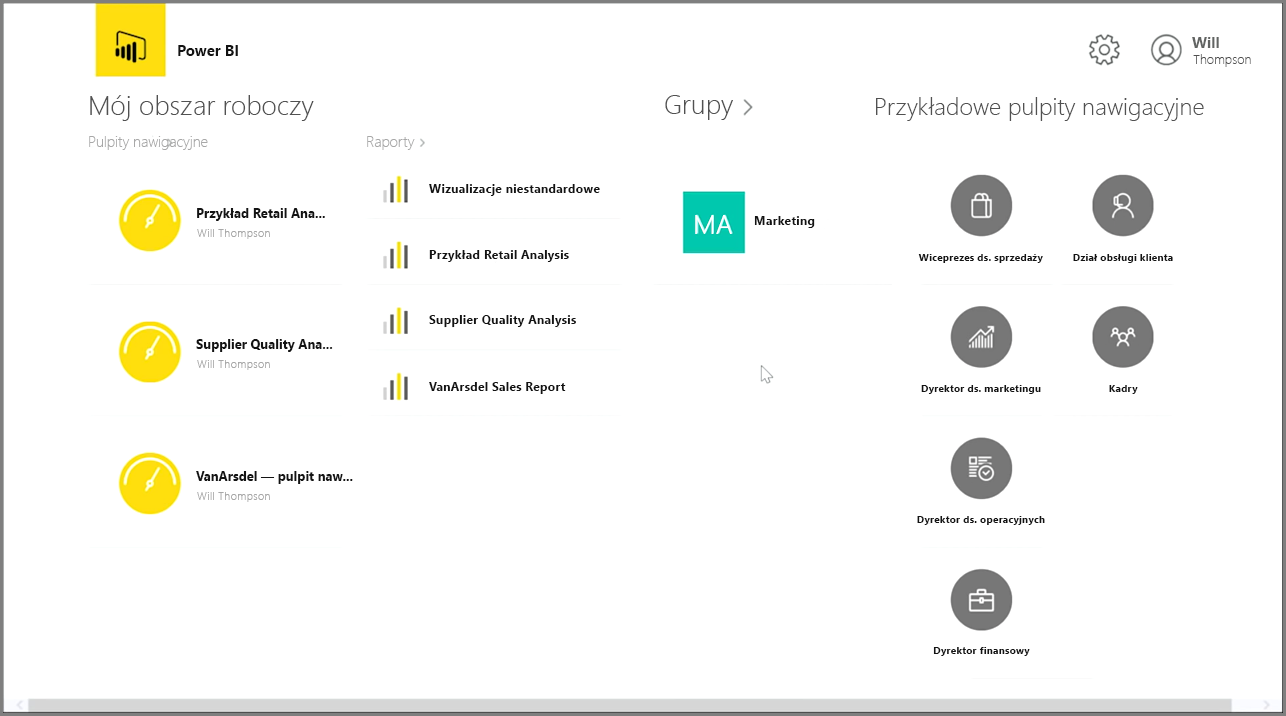 Power BI
Will
Thompson
Mój obszar roboczy
Pulpity nawigacyjne
Przykład Retail Ana...
Will Thompson
Supplier Quality Ana...
Will Thompson
VanArsdel — pulpit naw...
Will Thompson
Raporty
Wizualizacje niestandardowe
Przykład Retail Analysis
Supplier Quality Analysis
VanArsdel Sales Report
Grupy
MA
Marketing
Przykładowe pulpity nawigacyjne
Wiceprezes ds. sprzedaży
Dział obsługi klienta
Dyrektor ds. marketingu
Kadry
Dyrektor ds. operacyjnych
Dyrektor finansowy